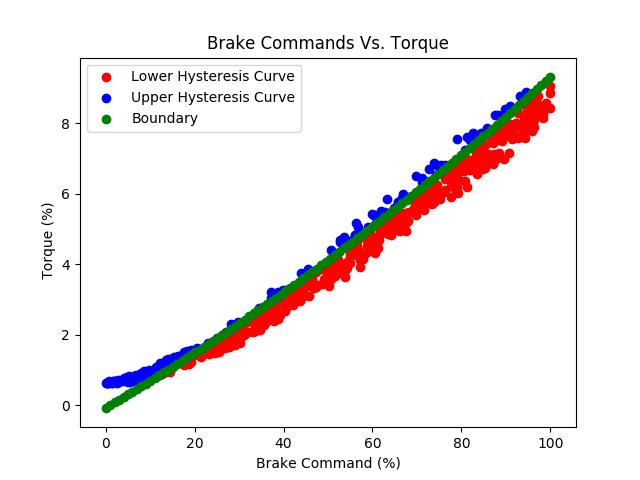 Brake Commands Vs. Torque
Lower Hysteresis Curve
Upper Hysteresis Curve
Boundary
Torque (%)
8
6
4
2
0
0 20 40 60 80 100
Brake Command (%)